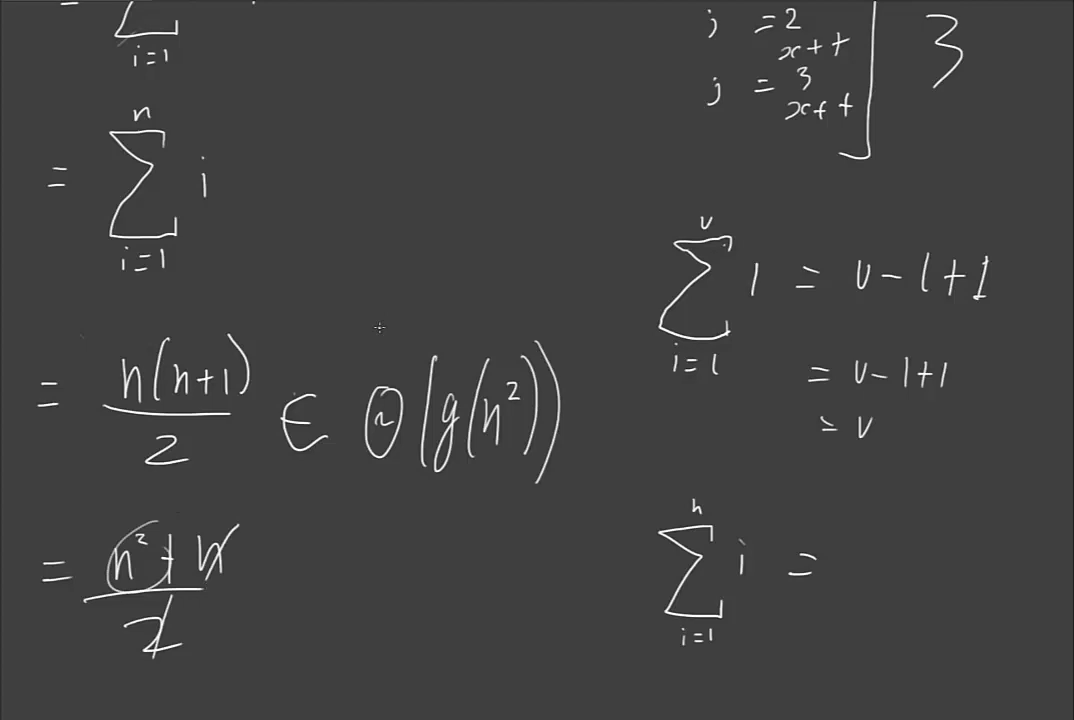 = ∑ i=1
= ∑ i=1 n i
= n(n+1)/2 ∈ Θ(g(n²))
= n²+n/2
j = 2
x++
j = 3
x++
3
∑ i=1 u 1 = u-1+1
= u-1+1
= u
∑ i=1 n i =